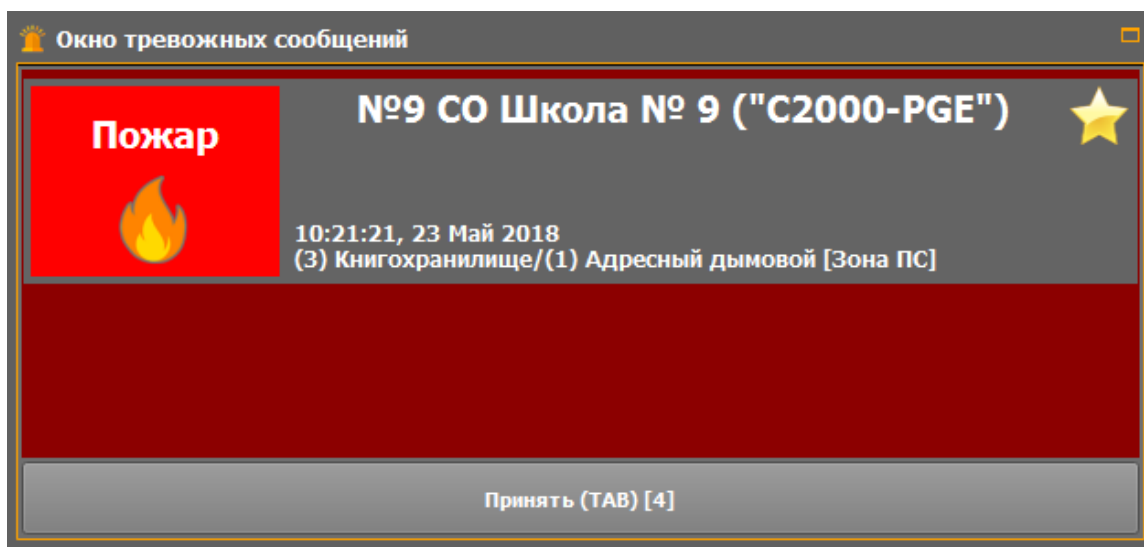 Окно тревожных сообщений
Пожар
№9 СО Школа № 9 ("С2000-PGE")
10:21:21, 23 Май 2018
(3) Книгохранилище/(1) Адресный дымовой [Зона ПС]
Принять (TAB) [4]